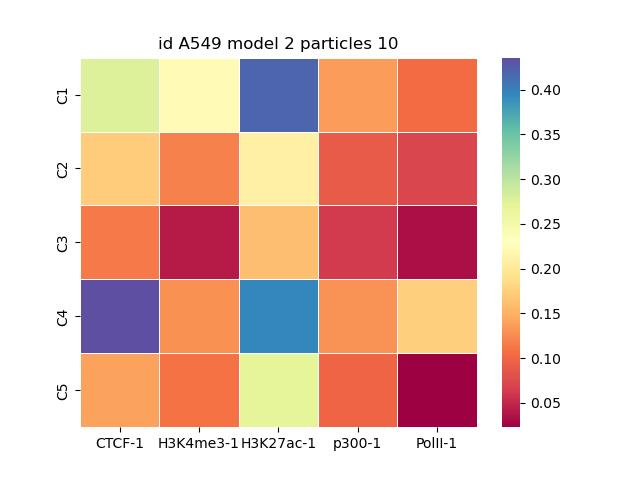 id A549 model 2 particles 10
C1
C2
C3
C4
C5
CTCF-1 H3K4me3-1 H3K27ac-1 p300-1 PolII-1
0.40
0.35
0.30
0.25
0.20
0.15
0.10
0.05